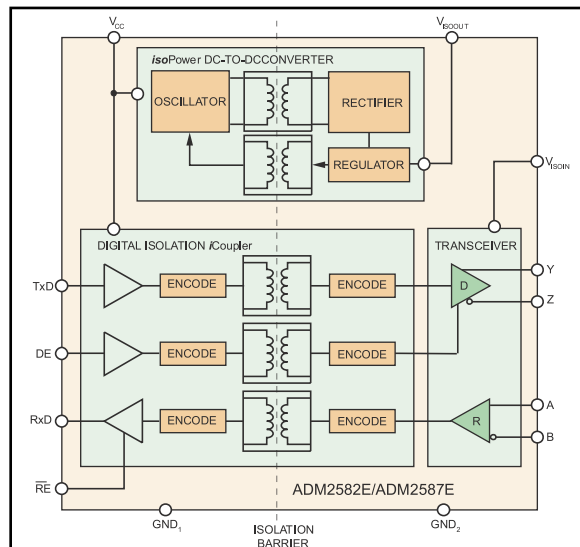 VCC
VISOOUT
isoPower DC-TO-DCCONVERTER
OSCILLATOR
RECTIFIER
REGULATOR
VISOIN
DIGITAL ISOLATION iCoupler
TRANSCEIVER
TxD
ENCODE
ENCODE
D
Y
Z
DE
ENCODE
ENCODE
RxD
ENCODE
ENCODE
R
A
B
RE
ADM2582E/ADM2587E
GND1
ISOLATION
BARRIER
GND2